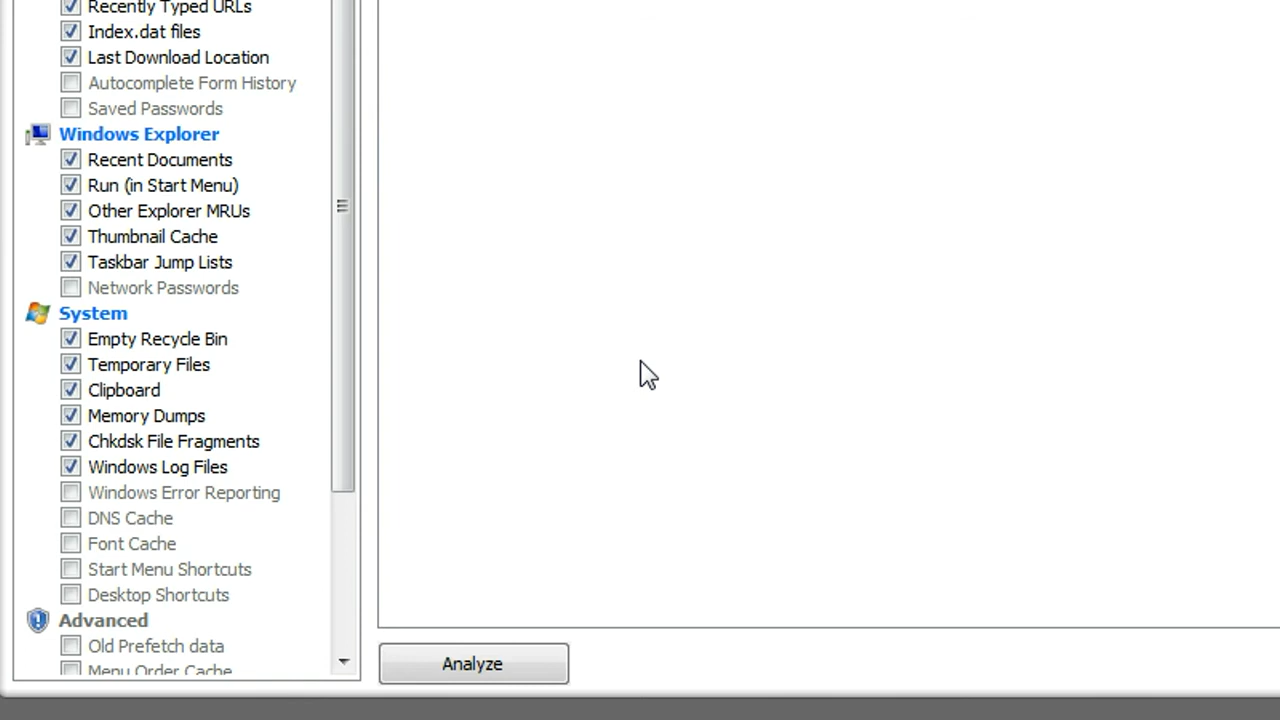 Recently Typed URLs
Index.dat files
Last Download Location
Autocomplete Form History
Saved Passwords
Windows Explorer
Recent Documents
Run (in Start Menu)
Other Explorer MRUs
Thumbnail Cache
Taskbar Jump Lists
Network Passwords
System
Empty Recycle Bin
Temporary Files
Clipboard
Memory Dumps
Chkdsk File Fragments
Windows Log Files
Windows Error Reporting
DNS Cache
Font Cache
Start Menu Shortcuts
Desktop Shortcuts
Advanced
Old Prefetch data
Menu Order Cache
Analyze